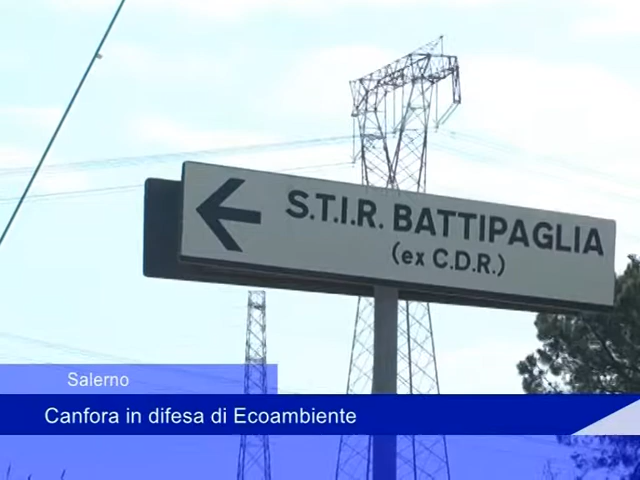 S.T.I.R. BATTIPAGLIA
(ex C.D.R.)
Salerno
Canfora in difesa di Ecoambiente